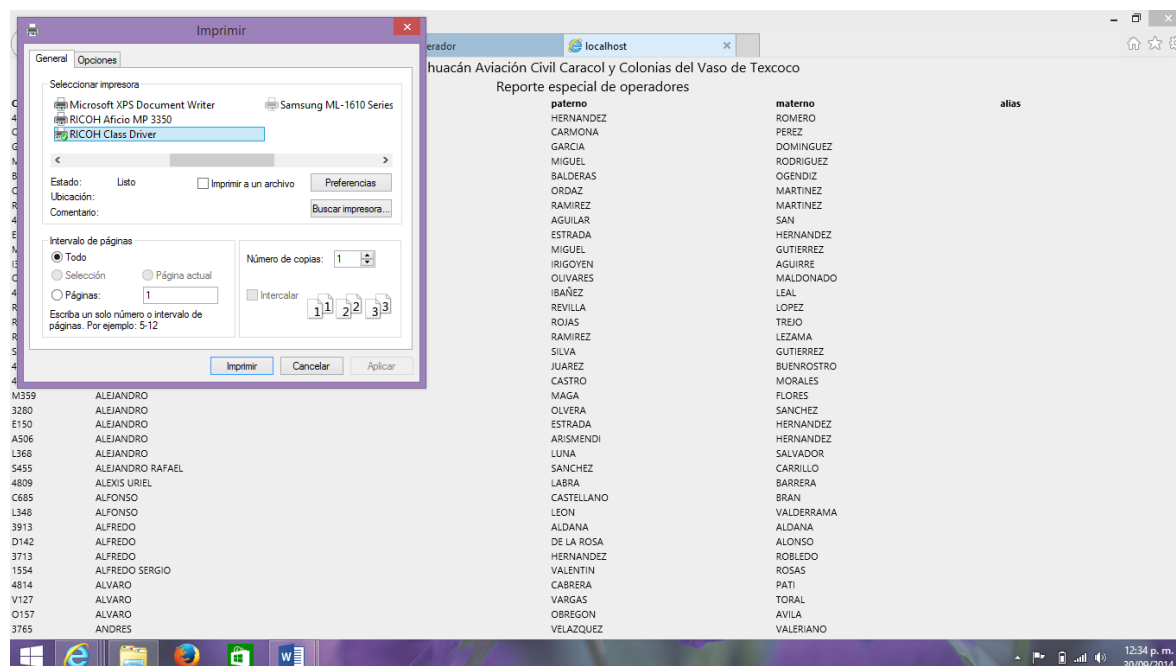 Imprimir
General Opciones
Seleccionar impresora
Microsoft XPS Document Writer Samsung ML-1610 Series
RICOH Aficio MP 3350
RICOH Class Driver
Estado: Listo Imprimir a un archivo Preferencias
Ubicación:
Comentario: Buscar impresora...
Intervalo de páginas
Todo
Selección Página actual
Páginas: 1
Escriba un solo número o intervalo de
páginas. Por ejemplo: 5-12
Número de copias: 1
Intercalar
1 1 2 2 3 3
Imprimir Cancelar Aplicar
erador localhost
huacán Aviación Civil Caracol y Colonias del Vaso de Texcoco
Reporte especial de operadores
paterno materno alias
HERNANDEZ ROMERO
CARMONA PEREZ
GARCIA DOMINGUEZ
MIGUEL RODRIGUEZ
BALDERAS OGENDIZ
ORDAZ MARTINEZ
RAMIREZ MARTINEZ
AGUILAR SAN
ESTRADA HERNANDEZ
MIGUEL GUTIERREZ
IRIGOYEN AGUIRRE
OLIVARES MALDONADO
IBAÑEZ LEAL
REVILLA LOPEZ
ROJAS TREJO
RAMIREZ LEZAMA
SILVA GUTIERREZ
JUAREZ BUENROSTRO
CASTRO MORALES
M359 ALEJANDRO MAGA FLORES
3280 ALEJANDRO OLVERA SANCHEZ
E150 ALEJANDRO ESTRADA HERNANDEZ
A506 ALEJANDRO ARISMENDI HERNANDEZ
L368 ALEJANDRO LUNA SALVADOR
S455 ALEJANDRO RAFAEL SANCHEZ CARRILLO
4809 ALEXIS URIEL LABRA BARRERA
C685 ALFONSO CASTELLANO BRAN
L348 ALFONSO LEON VALDERRAMA
3913 ALFREDO ALDANA ALDANA
D142 ALFREDO DE LA ROSA ALONSO
3713 ALFREDO HERNANDEZ ROBLEDO
1554 ALFREDO SERGIO VALENTIN ROSAS
4814 ALVARO CABRERA PATI
V127 ALVARO VARGAS TORAL
O157 ALVARO OBREGON AVILA
3765 ANDRES VELAZQUEZ VALERIANO
12:34 p. m.